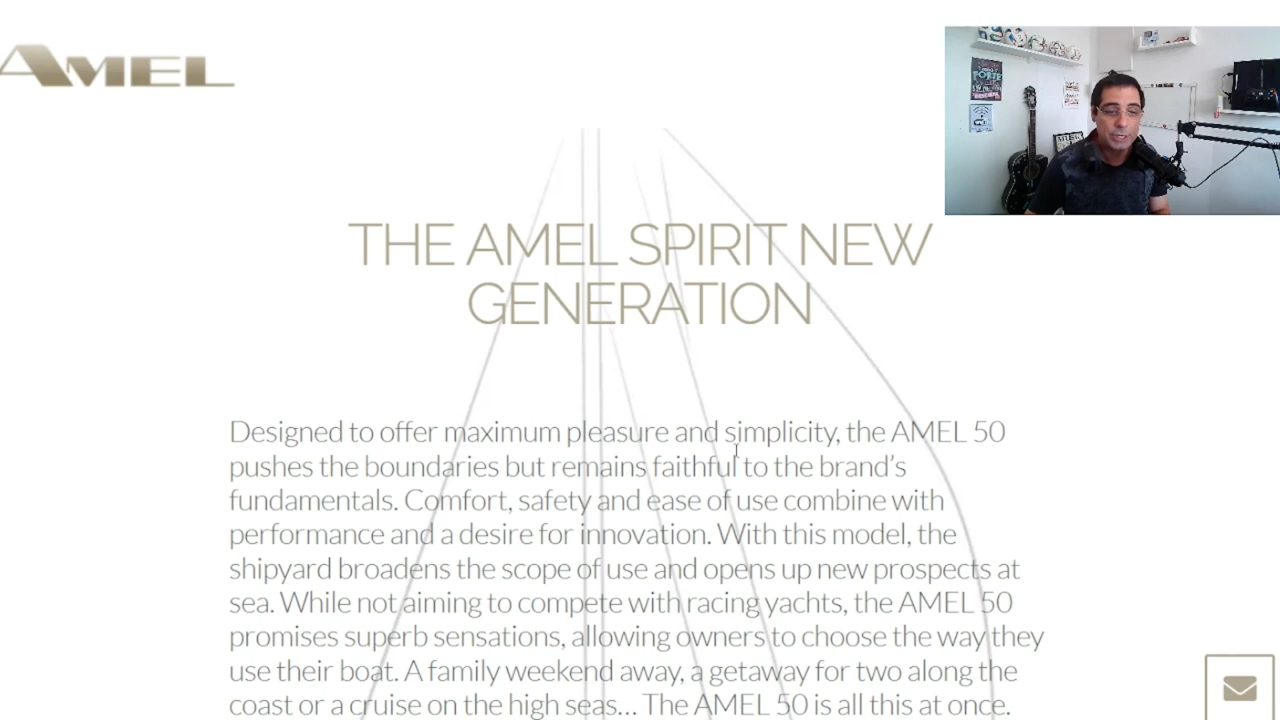 AMEL
FORTE
THE AMEL SPIRIT NEW
GENERATION
Designed to offer maximum pleasure and simplicity, the AMEL 50
pushes the boundaries but remains faithful to the brand’s
fundamentals. Comfort, safety and ease of use combine with
performance and a desire for innovation. With this model, the
shipyard broadens the scope of use and opens up new prospects at
sea. While not aiming to compete with racing yachts, the AMEL 50
promises superb sensations, allowing owners to choose the way they
use their boat. A family weekend away, a getaway for two along the
coast or a cruise on the high seas… The AMEL 50 is all this at once.